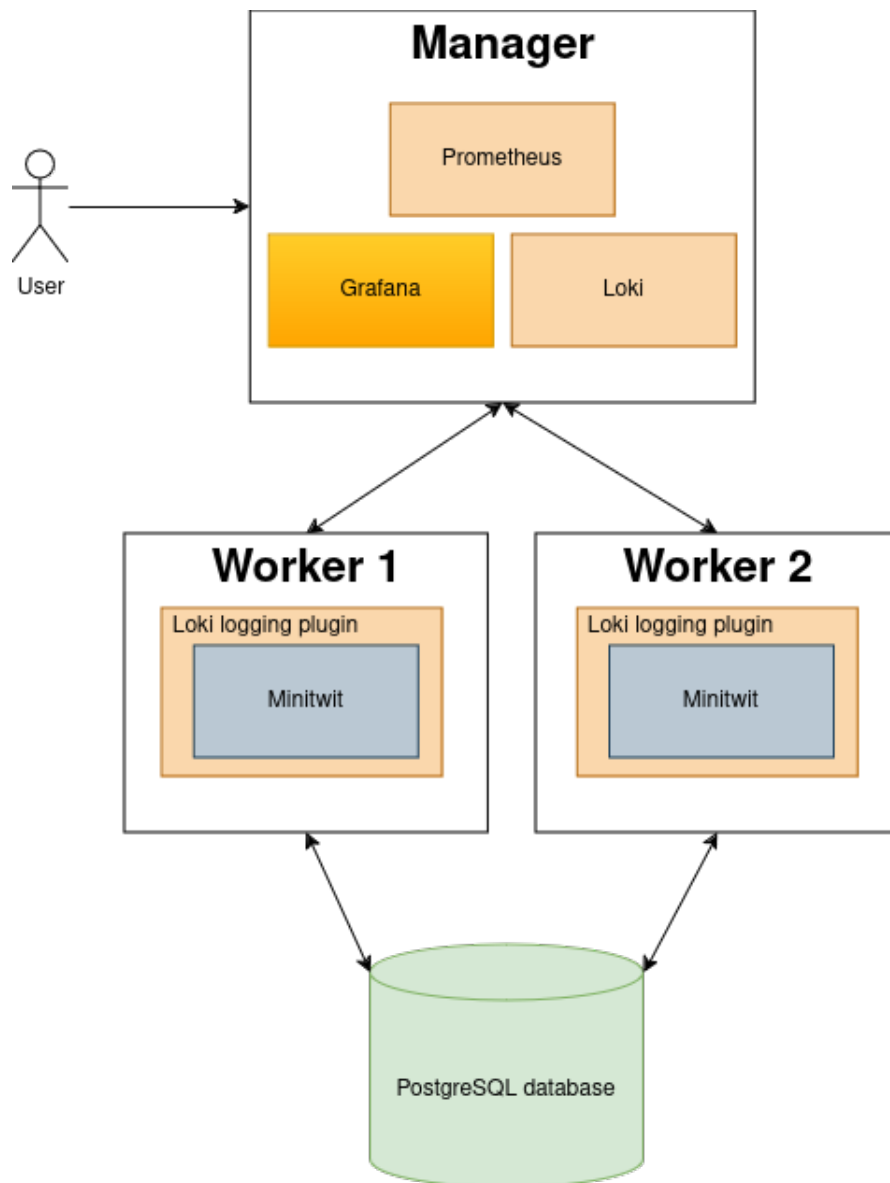 Manager
Prometheus
User
Grafana
Loki
Worker 1
Worker 2
Loki logging plugin
Loki logging plugin
Minitwit
Minitwit
PostgreSQL database